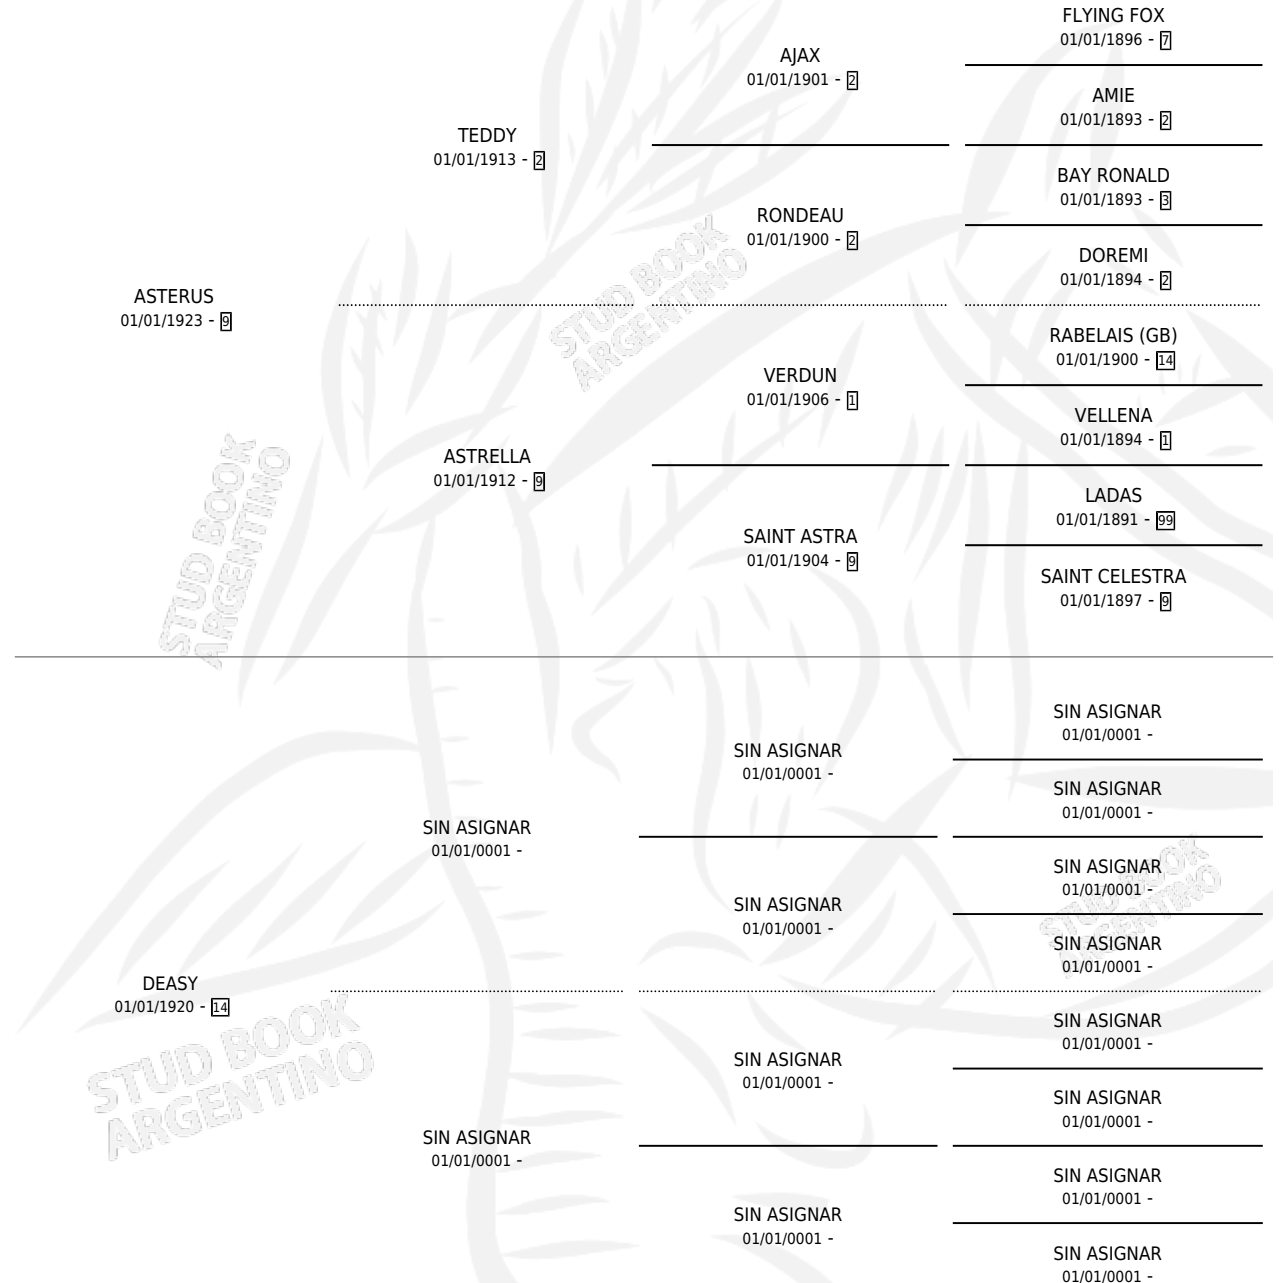 FLYING FOX
01/01/1896 - 7
AJAX
01/01/1901 - 2
AMIE
01/01/1893 - 2
TEDDY
01/01/1913 - 2
BAY RONALD
01/01/1893 - 3
RONDEAU
01/01/1900 - 2
DOREMI
01/01/1894 - 2
ASTERUS
01/01/1923 - 9
RABELAIS (GB)
01/01/1900 - 14
VERDUN
01/01/1906 - 1
VELLENA
01/01/1894 - 1
ASTRELLA
01/01/1912 - 9
LADAS
01/01/1891 - 99
SAINT ASTRA
01/01/1904 - 9
SAINT CELESTRA
01/01/1897 - 9
STUD BOOK
ARGENTINO
STUD BOOK
ARGENTINO
SIN ASIGNAR
01/01/0001 -
SIN ASIGNAR
01/01/0001 -
SIN ASIGNAR
01/01/0001 -
SIN ASIGNAR
01/01/0001 -
SIN ASIGNAR
01/01/0001 -
SIN ASIGNAR
01/01/0001 -
SIN ASIGNAR
01/01/0001 -
DEASY
01/01/1920 - 14
SIN ASIGNAR
01/01/0001 -
SIN ASIGNAR
01/01/0001 -
SIN ASIGNAR
01/01/0001 -
SIN ASIGNAR
01/01/0001 -
SIN ASIGNAR
01/01/0001 -
SIN ASIGNAR
01/01/0001 -
SIN ASIGNAR
01/01/0001 -
STUD BOOK
ARGENTINO
STUD BOOK
ARGENTINO